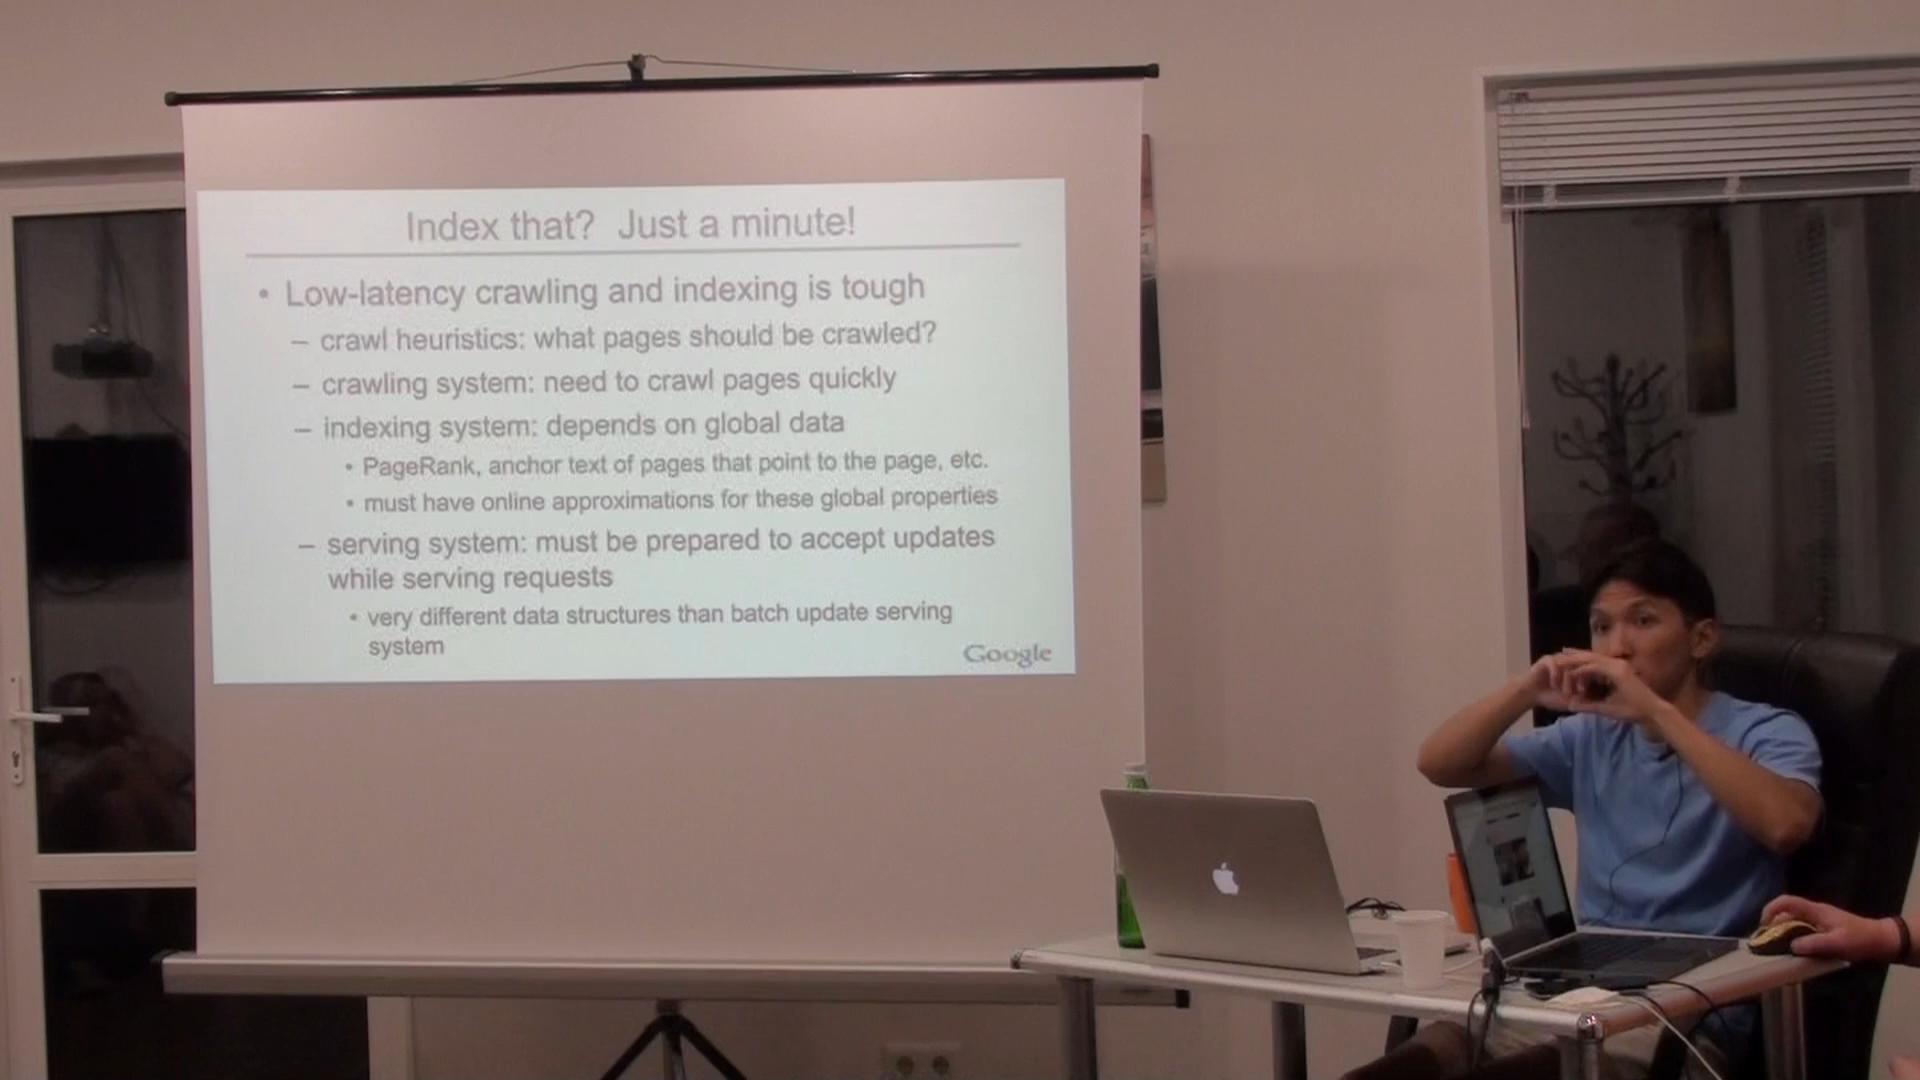 Index that? Just a minute!
• Low-latency crawling and indexing is tough
– crawl heuristics: what pages should be crawled?
– crawling system: need to crawl pages quickly
– indexing system: depends on global data
• PageRank, anchor text of pages that point to the page, etc.
• must have online approximations for these global properties
– serving system: must be prepared to accept updates
while serving requests
• very different data structures than batch update serving
system
Google